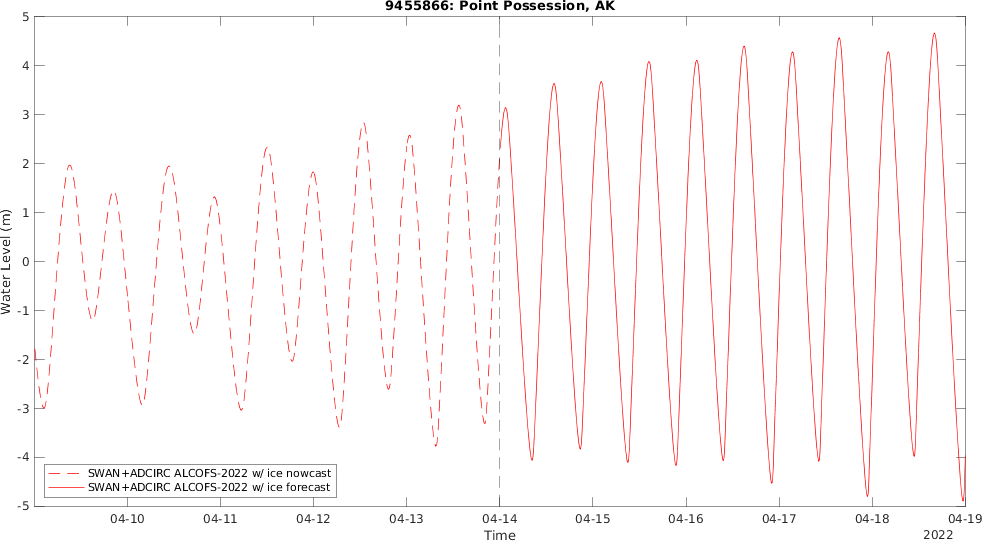 9455866: Point Possession, AK
5
4
3
2
1
0
-1
-2
-3
-4
-5
Water Level (m)
SWAN+ADCIRC ALCOFS-2022 w/ ice nowcast
SWAN+ADCIRC ALCOFS-2022 w/ ice forecast
04-10 04-11 04-12 04-13 04-14 04-15 04-16 04-17 04-18 04-19
Time
2022